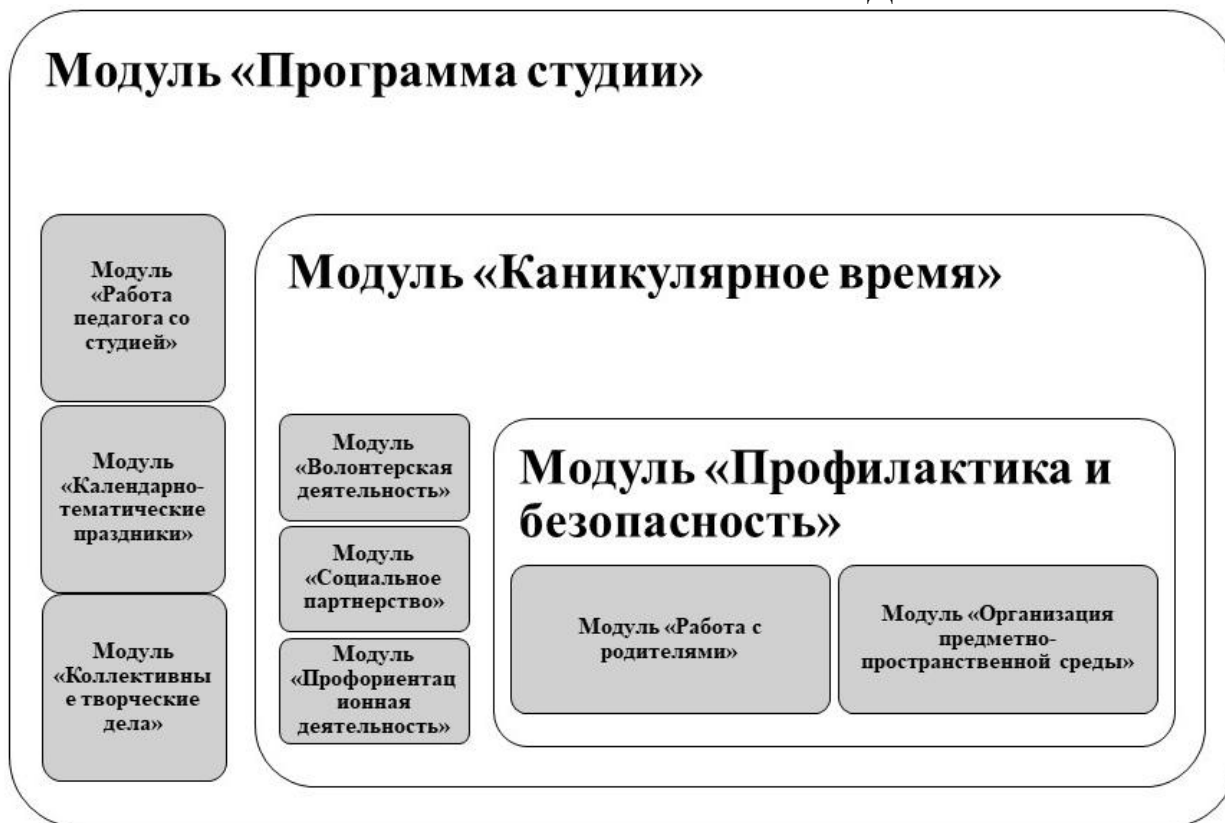 Модуль «Программа студии»
Модуль
«Работа
педагога со
студией»
Модуль
«Календарно-
тематические
праздники»
Модуль
«Коллективны
е творческие
дела»
Модуль «Каникулярное время»
Модуль
«Волонтерская
деятельность»
Модуль
«Социальное
партнерство»
Модуль
«Профориентац
ионная
деятельность»
Модуль «Профилактика и
безопасность»
Модуль «Работа с
родителями»
Модуль «Организация
предметно-
пространственной среды»